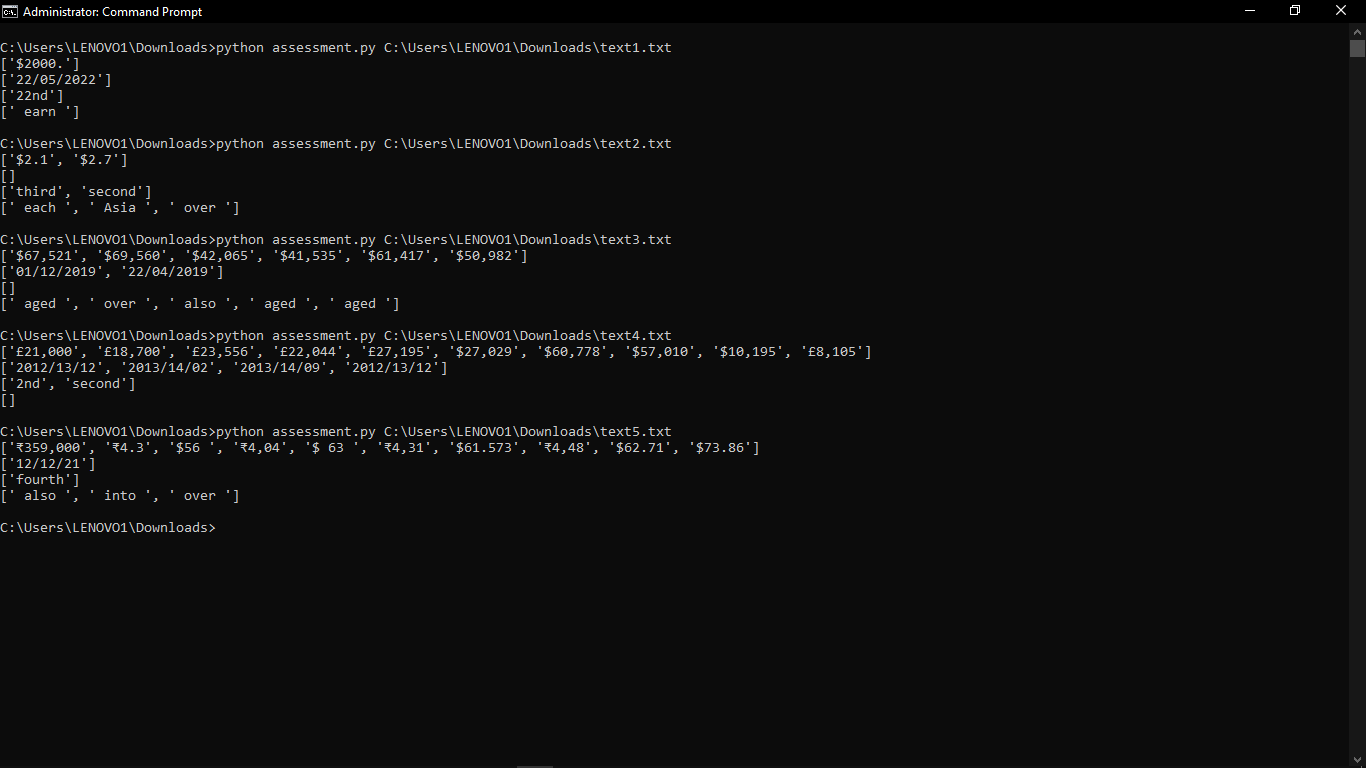 Administrator: Command Prompt
C:\Users\LENOVO1\Downloads>python assessment.py C:\Users\LENOVO1\Downloads\text1.txt
['$2000.']
['22/05/2022']
['22nd']
[' earn ']
C:\Users\LENOVO1\Downloads>python assessment.py C:\Users\LENOVO1\Downloads\text2.txt
['$2.1', '$2.7']
[]
['third', 'second']
[' each ', ' Asia ', ' over ']
C:\Users\LENOVO1\Downloads>python assessment.py C:\Users\LENOVO1\Downloads\text3.txt
['$67,521', '$69,560', '$42,065', '$41,535', '$61,417', '$50,982']
['01/12/2019', '22/04/2019']
[]
[' aged ', ' over ', ' also ', ' aged ', ' aged ']
C:\Users\LENOVO1\Downloads>python assessment.py C:\Users\LENOVO1\Downloads\text4.txt
['£21,000', '£18,700', '£23,556', '£22,044', '£27,195', '$27,029', '$60,778', '$57,010', '$10,195', '£8,105']
['2012/13/12', '2013/14/02', '2013/14/09', '2012/13/12']
['2nd', 'second']
[]
C:\Users\LENOVO1\Downloads>python assessment.py C:\Users\LENOVO1\Downloads\text5.txt
['₹359,000', '₹4.3', '$56 ', '₹4,04', '$ 63 ', '₹4,31', '$61.573', '₹4,48', '$62.71', '$73.86']
['12/12/21']
['fourth']
[' also ', ' into ', ' over ']
C:\Users\LENOVO1\Downloads>